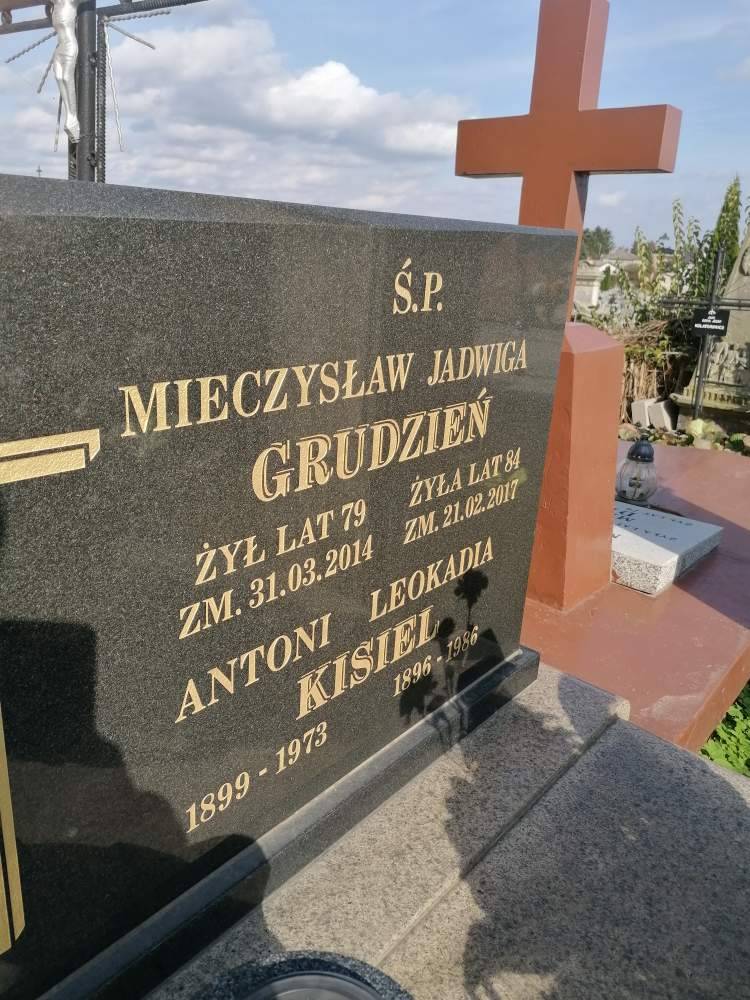 Ś.P.
MIECZYSŁAW JADWIGA
GRUDZIEŃ
ŻYŁ LAT 79 ŻYŁA LAT 84
ZM. 31.03.2014 ZM. 21.02.2017
ANTONI LEOKADIA
KISIEL
1899 - 1973 1896 - 1986